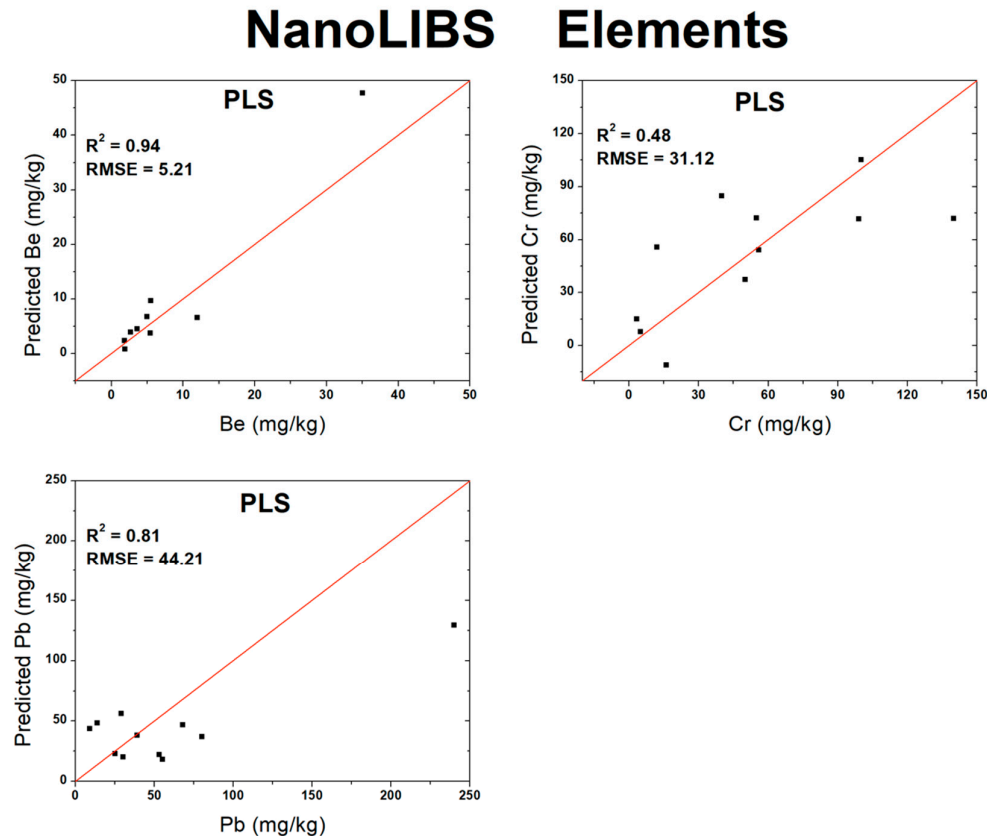 NanoLIBS Elements
PLS
R² = 0.94
RMSE = 5.21
50
40
30
20
10
0
0 10 20 30 40 50
Predicted Be (mg/kg)
Be (mg/kg)
PLS
R² = 0.48
RMSE = 31.12
150
120
90
60
30
0
0 30 60 90 120 150
Predicted Cr (mg/kg)
Cr (mg/kg)
PLS
R² = 0.81
RMSE = 44.21
250
200
150
100
50
0
0 50 100 150 200 250
Predicted Pb (mg/kg)
Pb (mg/kg)